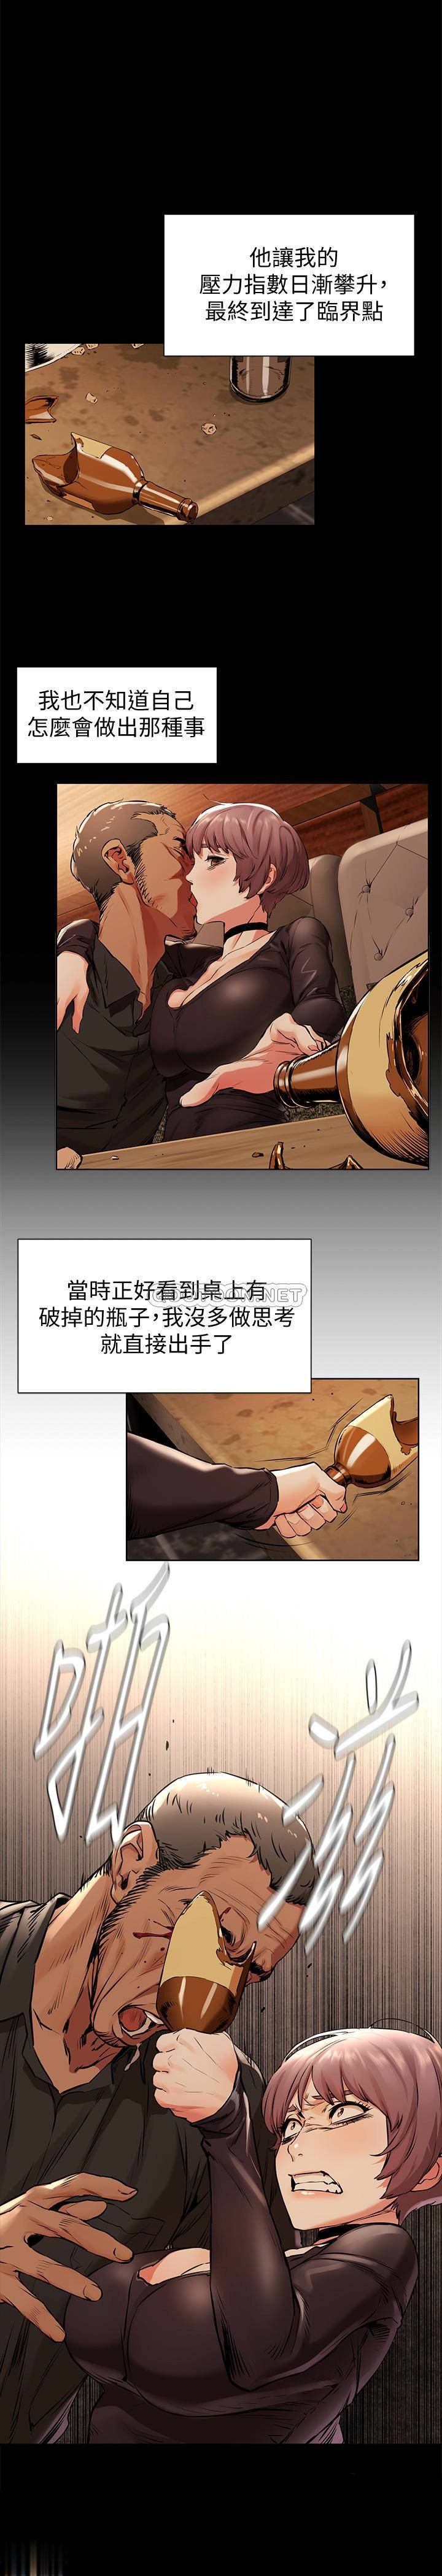 他讓我的
壓力指數日漸攀升,
最終到達了臨界點
我也不知道自己
怎麼會做出那種事
當時正好看到桌上有
破掉的瓶子,我沒多做思考
就直接出手了